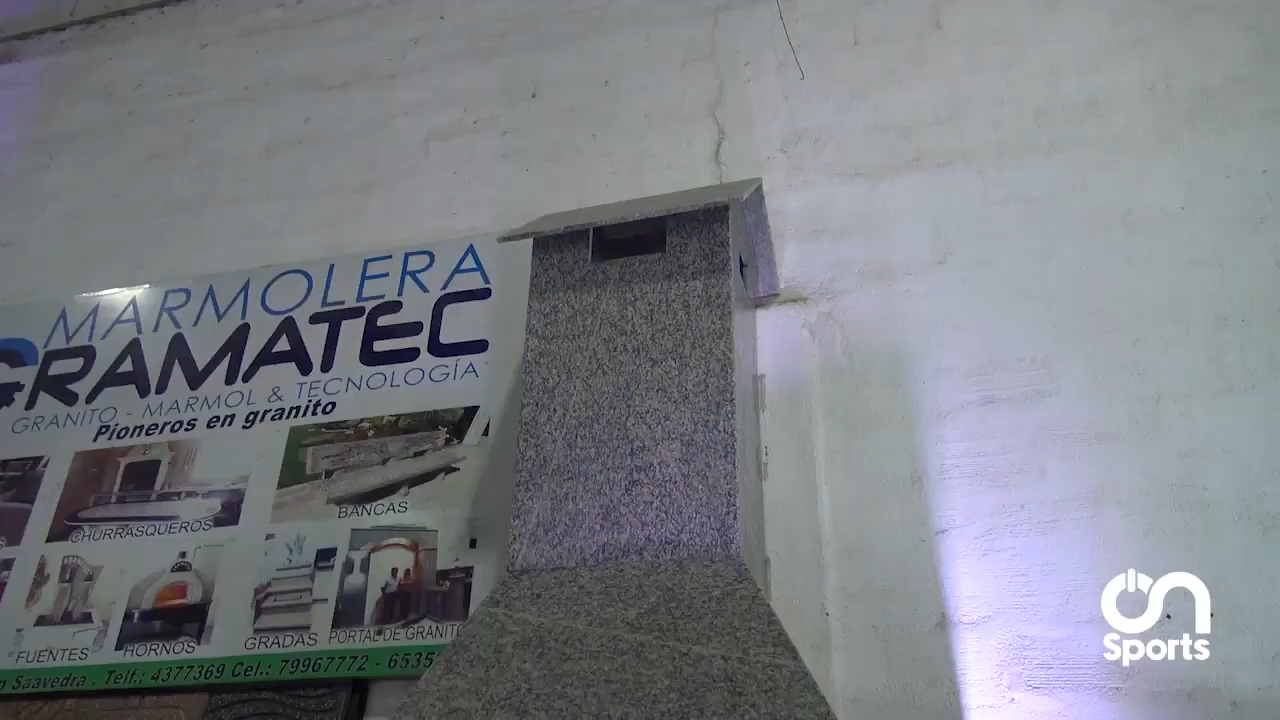 MARMOLERA
GRAMATEC
GRANITO - MARMOL & TECNOLOGÍA
Pioneros en granito
CHURRASQUEROS
BANCAS
FUENTES
HORNOS
GRADAS
PORTAL DE GRANITO
Saavedra . Telf.: 4377369 Cel.: 79967772 -
ON
Sports